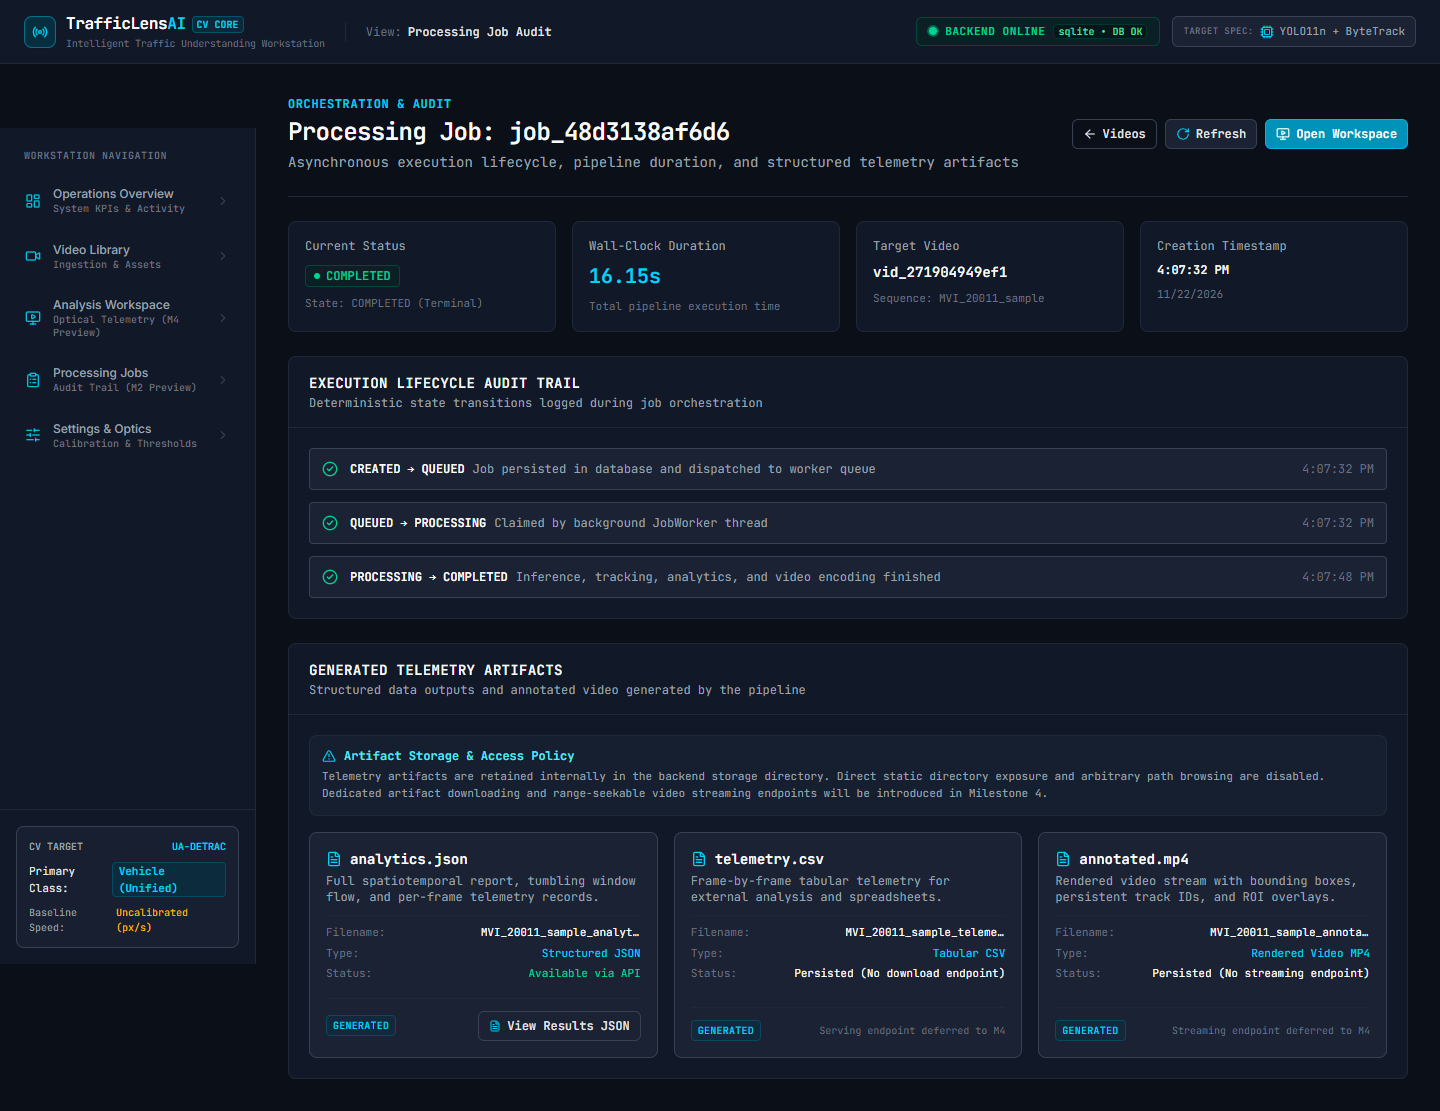 TrafficLensAI CV CORE
Intelligent Traffic Understanding Workstation
View: Processing Job Audit
BACKEND ONLINE sqlite • DB OK
TARGET SPEC: YOLO11n + ByteTrack
WORKSTATION NAVIGATION
Operations Overview
System KPIs & Activity
Video Library
Ingestion & Assets
Analysis Workspace
Optical Telemetry (M4
Preview)
Processing Jobs
Audit Trail (M2 Preview)
Settings & Optics
Calibration & Thresholds
CV TARGET UA-DETRAC
Primary
Class:
Vehicle
(Unified)
Baseline
Speed:
Uncalibrated
(px/s)
ORCHESTRATION & AUDIT
Processing Job: job_48d3138af6d6
Asynchronous execution lifecycle, pipeline duration, and structured telemetry artifacts
← Videos
Refresh
Open Workspace
Current Status
COMPLETED
State: COMPLETED (Terminal)
Wall-Clock Duration
16.15s
Total pipeline execution time
Target Video
vid_271904949ef1
Sequence: MVI_20011_sample
Creation Timestamp
4:07:32 PM
11/22/2026
EXECUTION LIFECYCLE AUDIT TRAIL
Deterministic state transitions logged during job orchestration
CREATED → QUEUED Job persisted in database and dispatched to worker queue 4:07:32 PM
QUEUED → PROCESSING Claimed by background JobWorker thread 4:07:32 PM
PROCESSING → COMPLETED Inference, tracking, analytics, and video encoding finished 4:07:48 PM
GENERATED TELEMETRY ARTIFACTS
Structured data outputs and annotated video generated by the pipeline
Artifact Storage & Access Policy
Telemetry artifacts are retained internally in the backend storage directory. Direct static directory exposure and arbitrary path browsing are disabled.
Dedicated artifact downloading and range-seekable video streaming endpoints will be introduced in Milestone 4.
analytics.json
Full spatiotemporal report, tumbling window
flow, and per-frame telemetry records.
Filename: MVI_20011_sample_analyt…
Type: Structured JSON
Status: Available via API
GENERATED
View Results JSON
telemetry.csv
Frame-by-frame tabular telemetry for
external analysis and spreadsheets.
Filename: MVI_20011_sample_teleme…
Type: Tabular CSV
Status: Persisted (No download endpoint)
GENERATED
Serving endpoint deferred to M4
annotated.mp4
Rendered video stream with bounding boxes,
persistent track IDs, and ROI overlays.
Filename: MVI_20011_sample_annota…
Type: Rendered Video MP4
Status: Persisted (No streaming endpoint)
GENERATED
Streaming endpoint deferred to M4